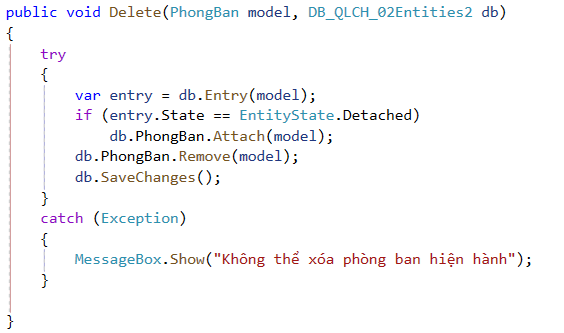 public void Delete(PhongBan model, DB_QLCH_02Entities2 db)
{
try
{
var entry = db.Entry(model);
if (entry.State == EntityState.Detached)
db.PhongBan.Attach(model);
db.PhongBan.Remove(model);
db.SaveChanges();
}
catch (Exception)
{
MessageBox.Show("Không thể xóa phòng ban hiện hành");
}
}